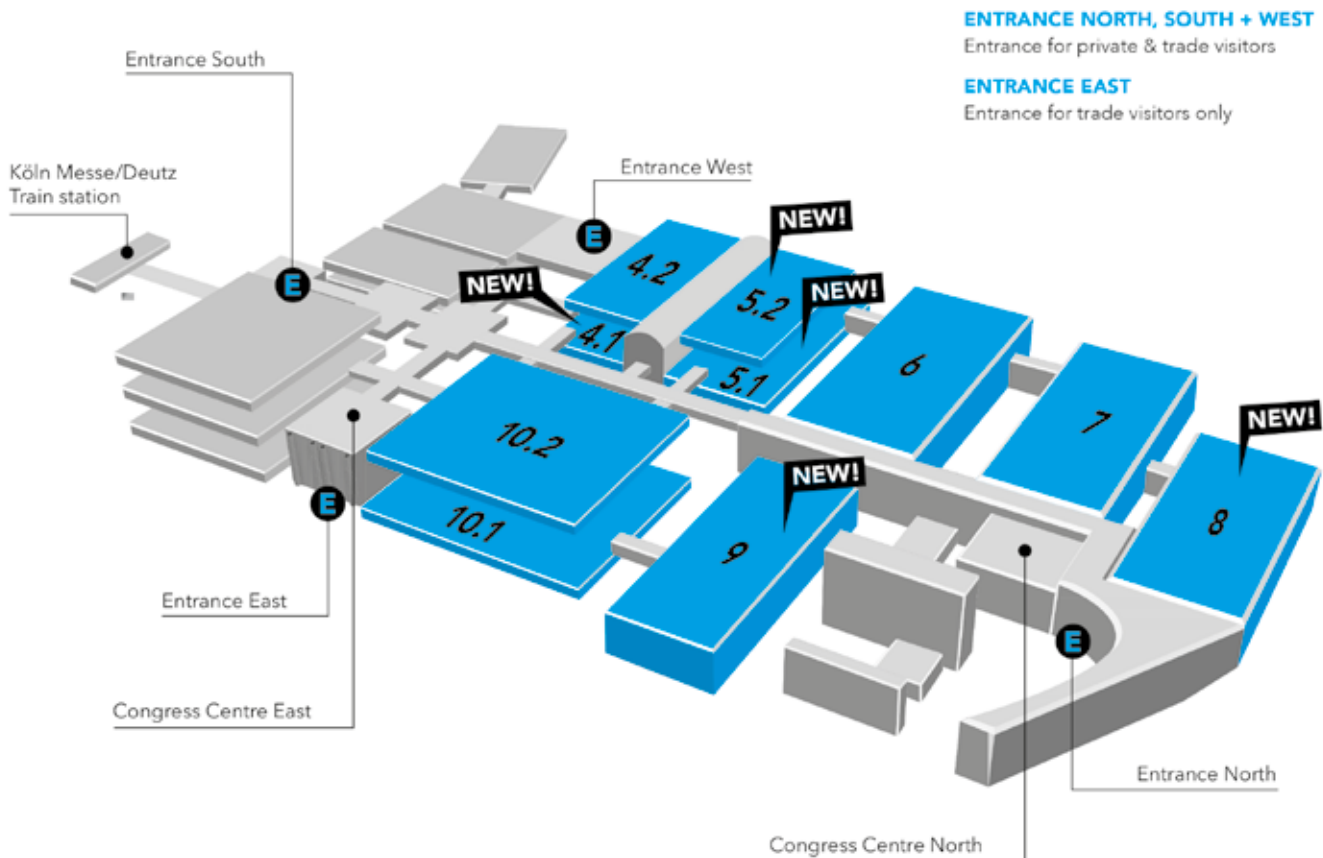 ENTRANCE NORTH, SOUTH + WEST
Entrance for private & trade visitors
ENTRANCE EAST
Entrance for trade visitors only
Entrance South
Köln Messe/Deutz
Train station
Entrance West
NEW!
NEW!
NEW!
4.2
5.2
4.1
5.1
6
7
NEW!
8
10.2
10.1
NEW!
9
E
E
E
E
Entrance East
Congress Centre East
Entrance North
Congress Centre North